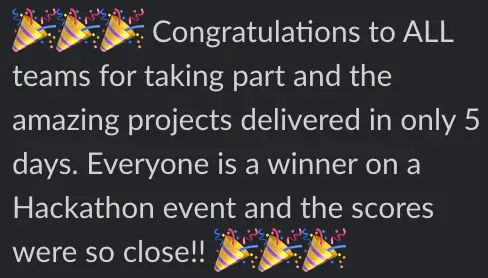 🎉🎉🎉 Congratulations to ALL
teams for taking part and the
amazing projects delivered in only 5
days. Everyone is a winner on a
Hackathon event and the scores
were so close!! 🎉🎉🎉